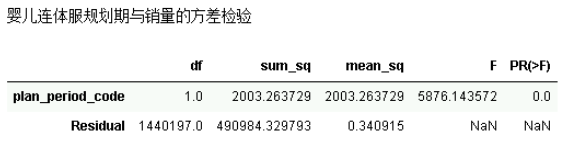 婴儿连体服规划期与销量的方差检验
df sum_sq mean_sq F PR(>F)
plan_period_code 1.0 2003.263729 2003.263729 5876.143572 0.0
Residual 1440197.0 490984.329793 0.340915 NaN NaN